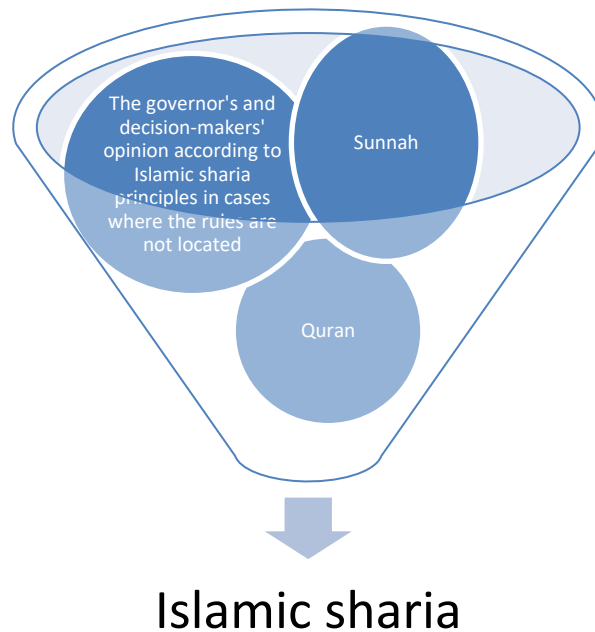 The governor's and
decision-makers'
opinion according to
Islamic sharia
principles in cases
where the rules are
not located
Sunnah
Quran
Islamic sharia